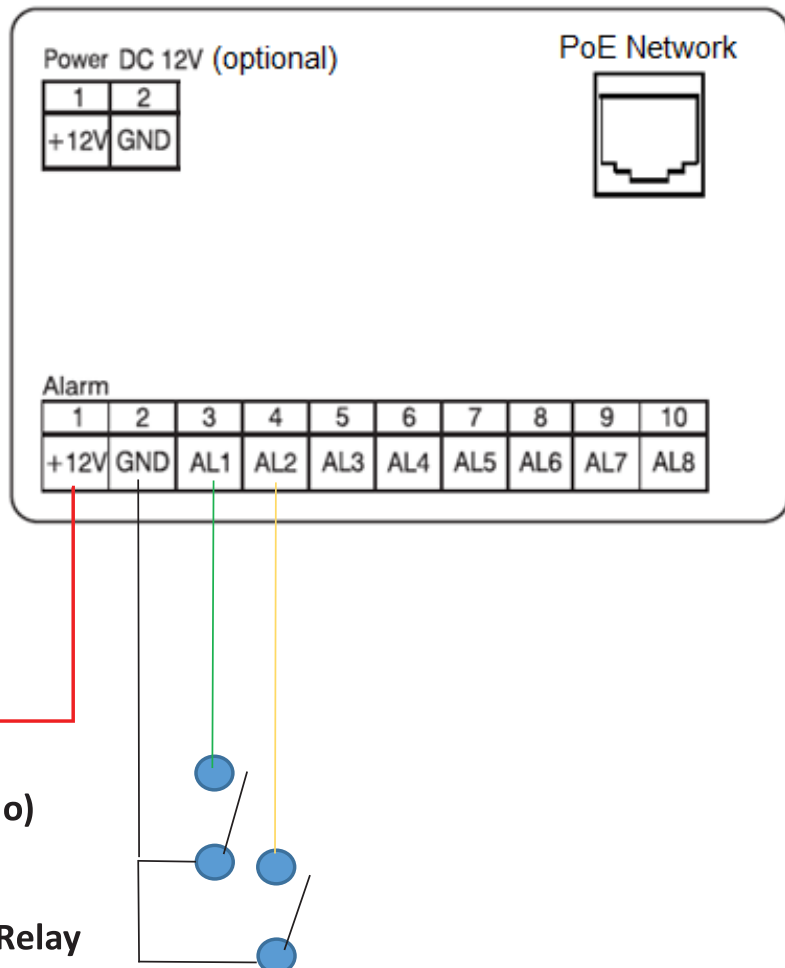 Power DC 12V (optional)
PoE Network
1 2
+12V GND
Alarm
1 2 3 4 5 6 7 8 9 10
+12V GND AL1 AL2 AL3 AL4 AL5 AL6 AL7 AL8
o)
Relay